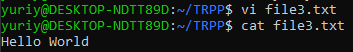 yuriy@DESKTOP-NDTT89D:~/TRPP$ vi file3.txt
yuriy@DESKTOP-NDTT89D:~/TRPP$ cat file3.txt
Hello World